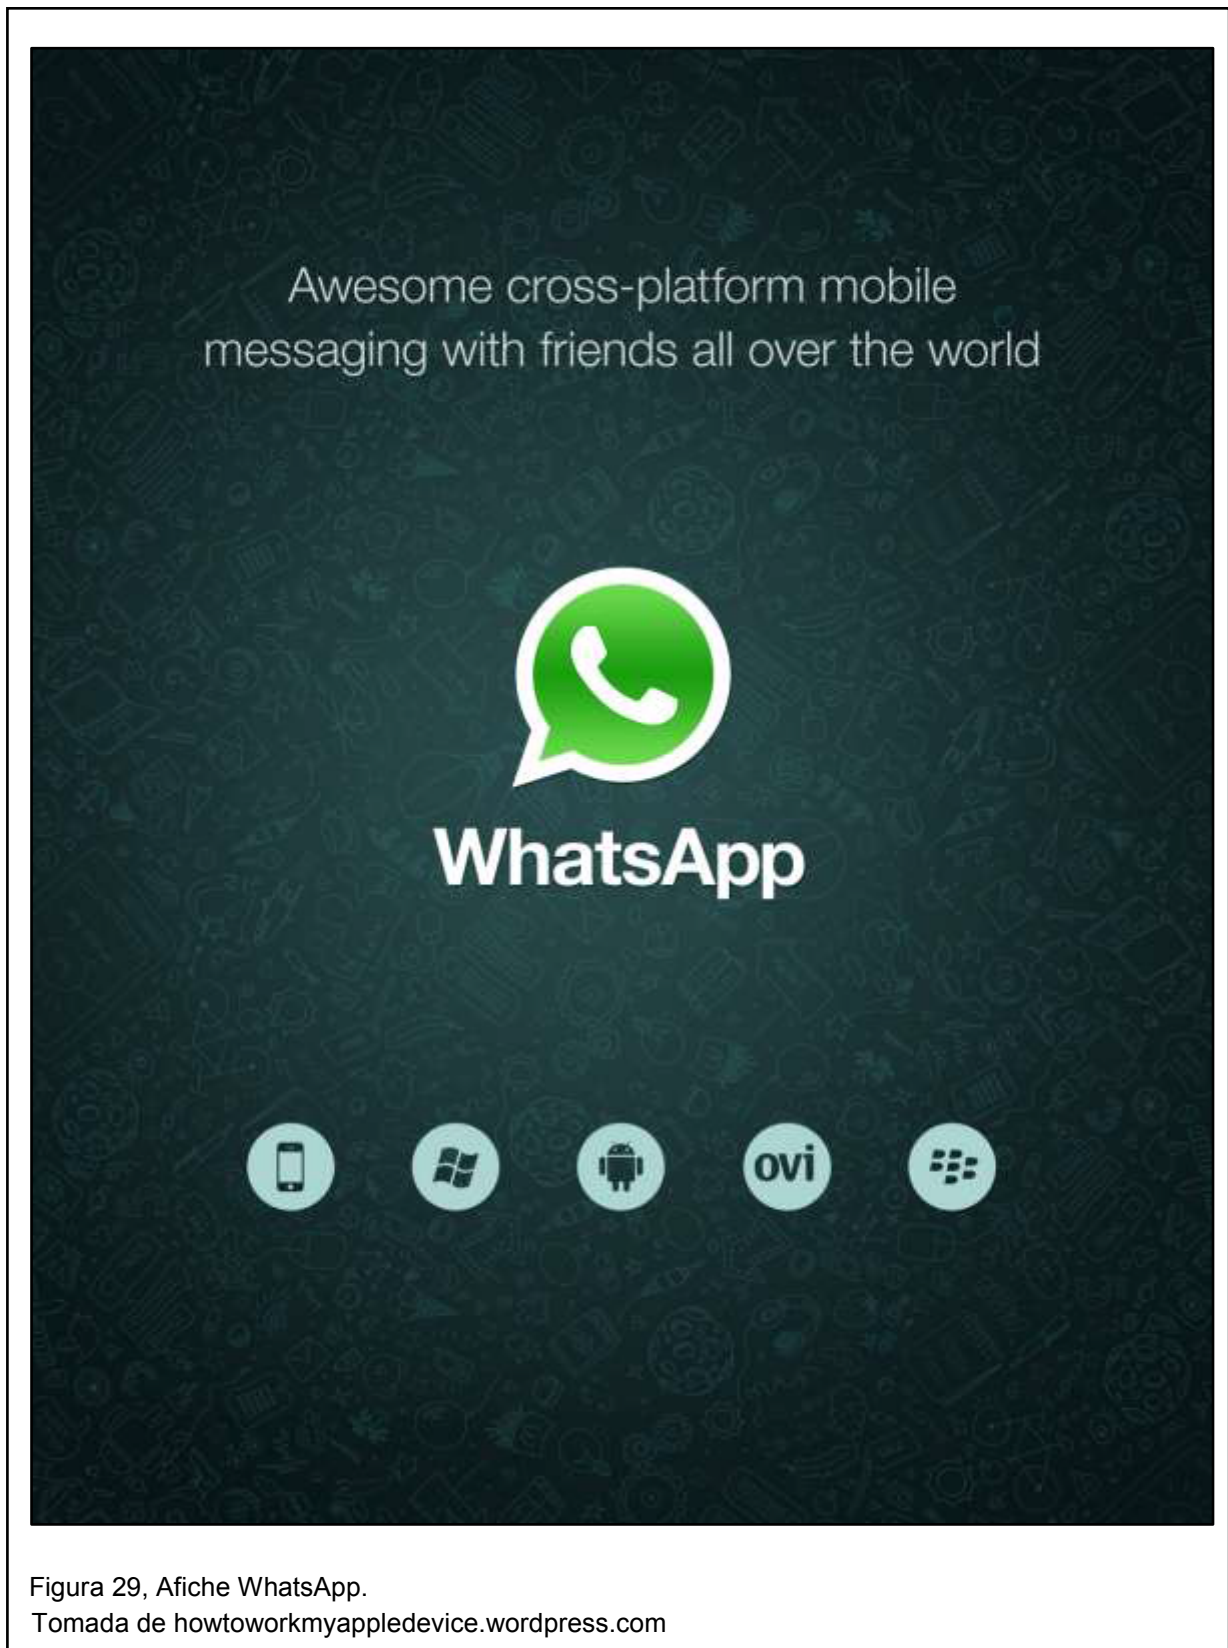 Awesome cross-platform mobile
messaging with friends all over the world
WhatsApp
ovi
Figura 29, Afiche WhatsApp.
Tomada de howtoworkmyappledevice.wordpress.com